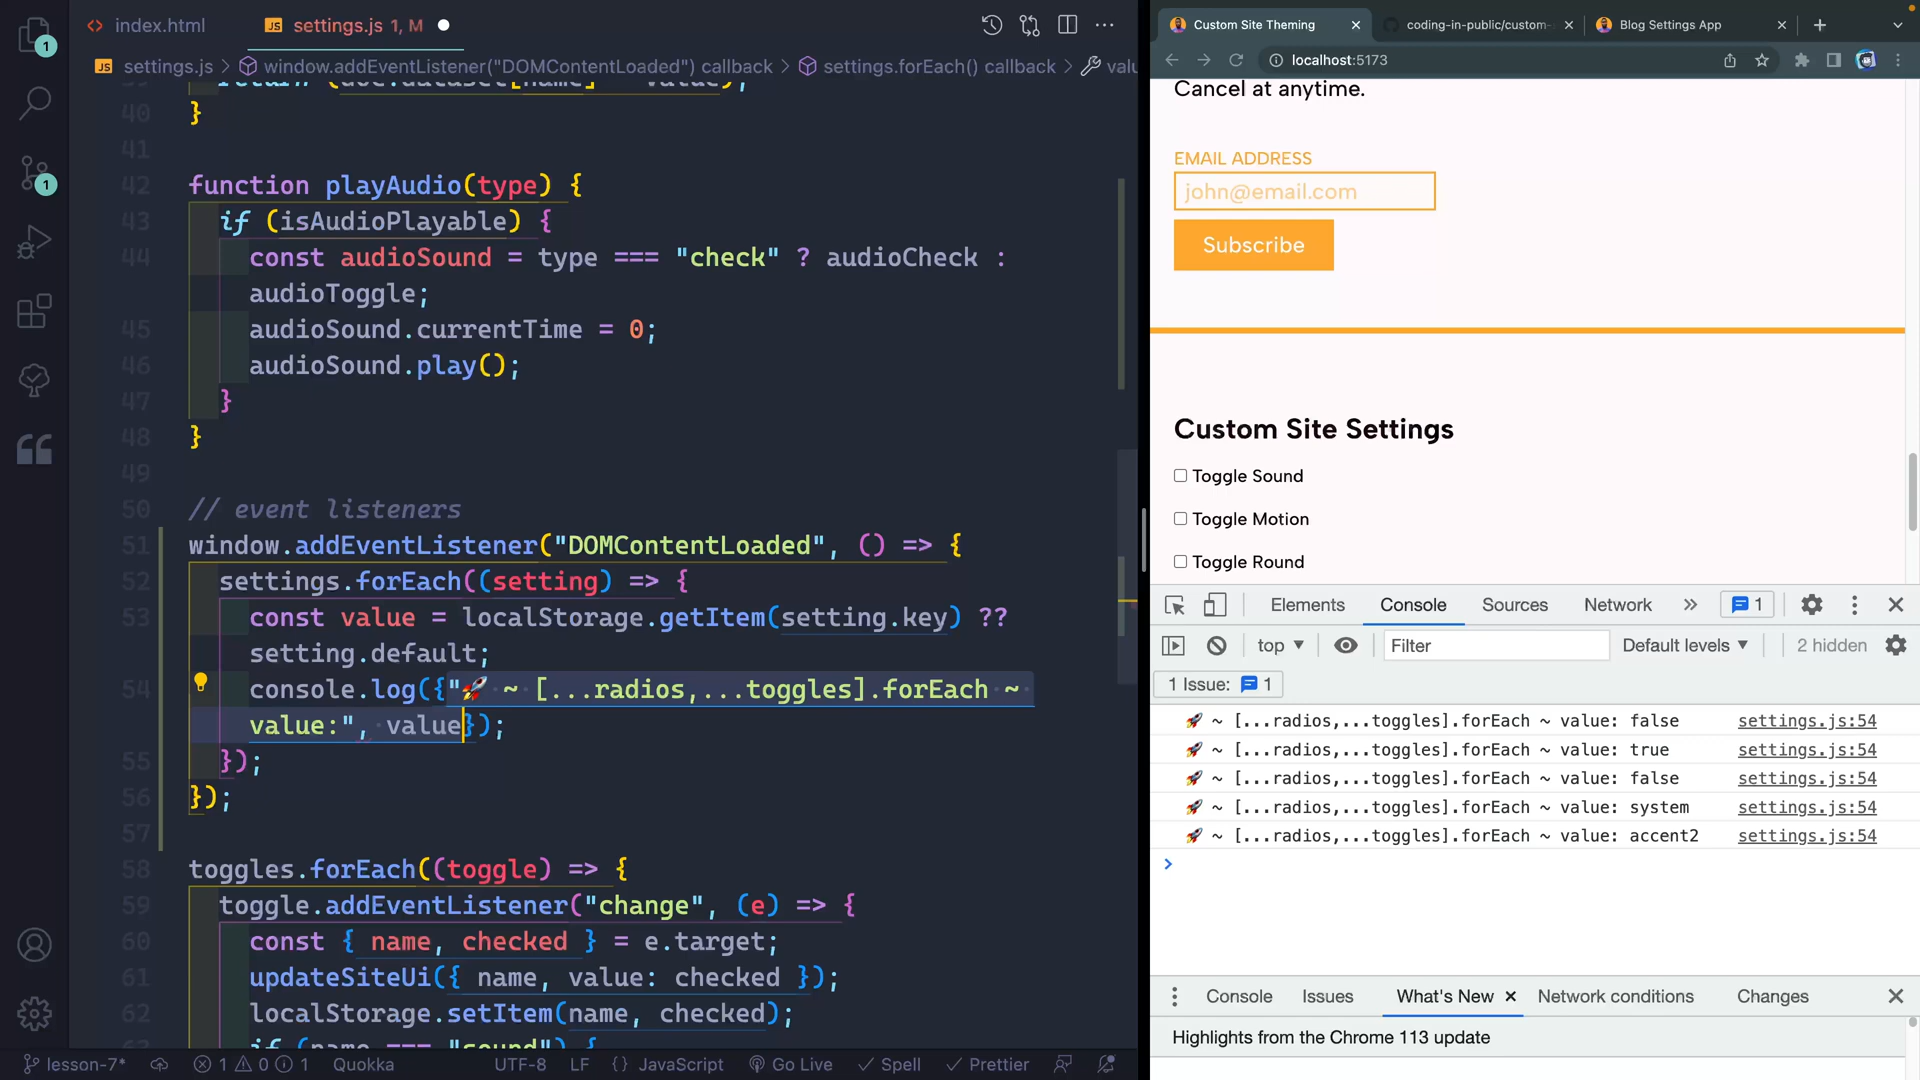 index.html
settings.js 1, M
settings.js > window.addEventListener("DOMContentLoaded") callback > settings.forEach() callback >
40 }
41
42 function playAudio(type) {
43 if (isAudioPlayable) {
44 const audioSound = type === "check" ? audioCheck :
audioToggle;
45 audioSound.currentTime = 0;
46 audioSound.play();
47 }
48 }
49
50 // event listeners
51 window.addEventListener("DOMContentLoaded", () => {
52 settings.forEach((setting) => {
53 const value = localStorage.getItem(setting.key) ??
setting.default;
54 console.log({"🚀 ~ [...radios,...toggles].forEach ~
value:", value});
55 });
56 });
57
58 toggles.forEach((toggle) => {
59 toggle.addEventListener("change", (e) => {
60 const { name, checked } = e.target;
61 updateSiteUi({ name, value: checked });
62 localStorage.setItem(name, checked);
lesson-7* 1 0 1 Quokka UTF-8 LF {} JavaScript Go Live Spell Prettier
Custom Site Theming
coding-in-public/custom-
Blog Settings App
localhost:5173
Cancel at anytime.
EMAIL ADDRESS
john@email.com
Subscribe
Custom Site Settings
Toggle Sound
Toggle Motion
Toggle Round
Elements Console Sources Network 1
top Filter Default levels 2 hidden
1 Issue: 1
🚀 ~ [...radios,...toggles].forEach ~ value: false settings.js:54
🚀 ~ [...radios,...toggles].forEach ~ value: true settings.js:54
🚀 ~ [...radios,...toggles].forEach ~ value: false settings.js:54
🚀 ~ [...radios,...toggles].forEach ~ value: system settings.js:54
🚀 ~ [...radios,...toggles].forEach ~ value: accent2 settings.js:54
Console Issues What's New Network conditions Changes
Highlights from the Chrome 113 update